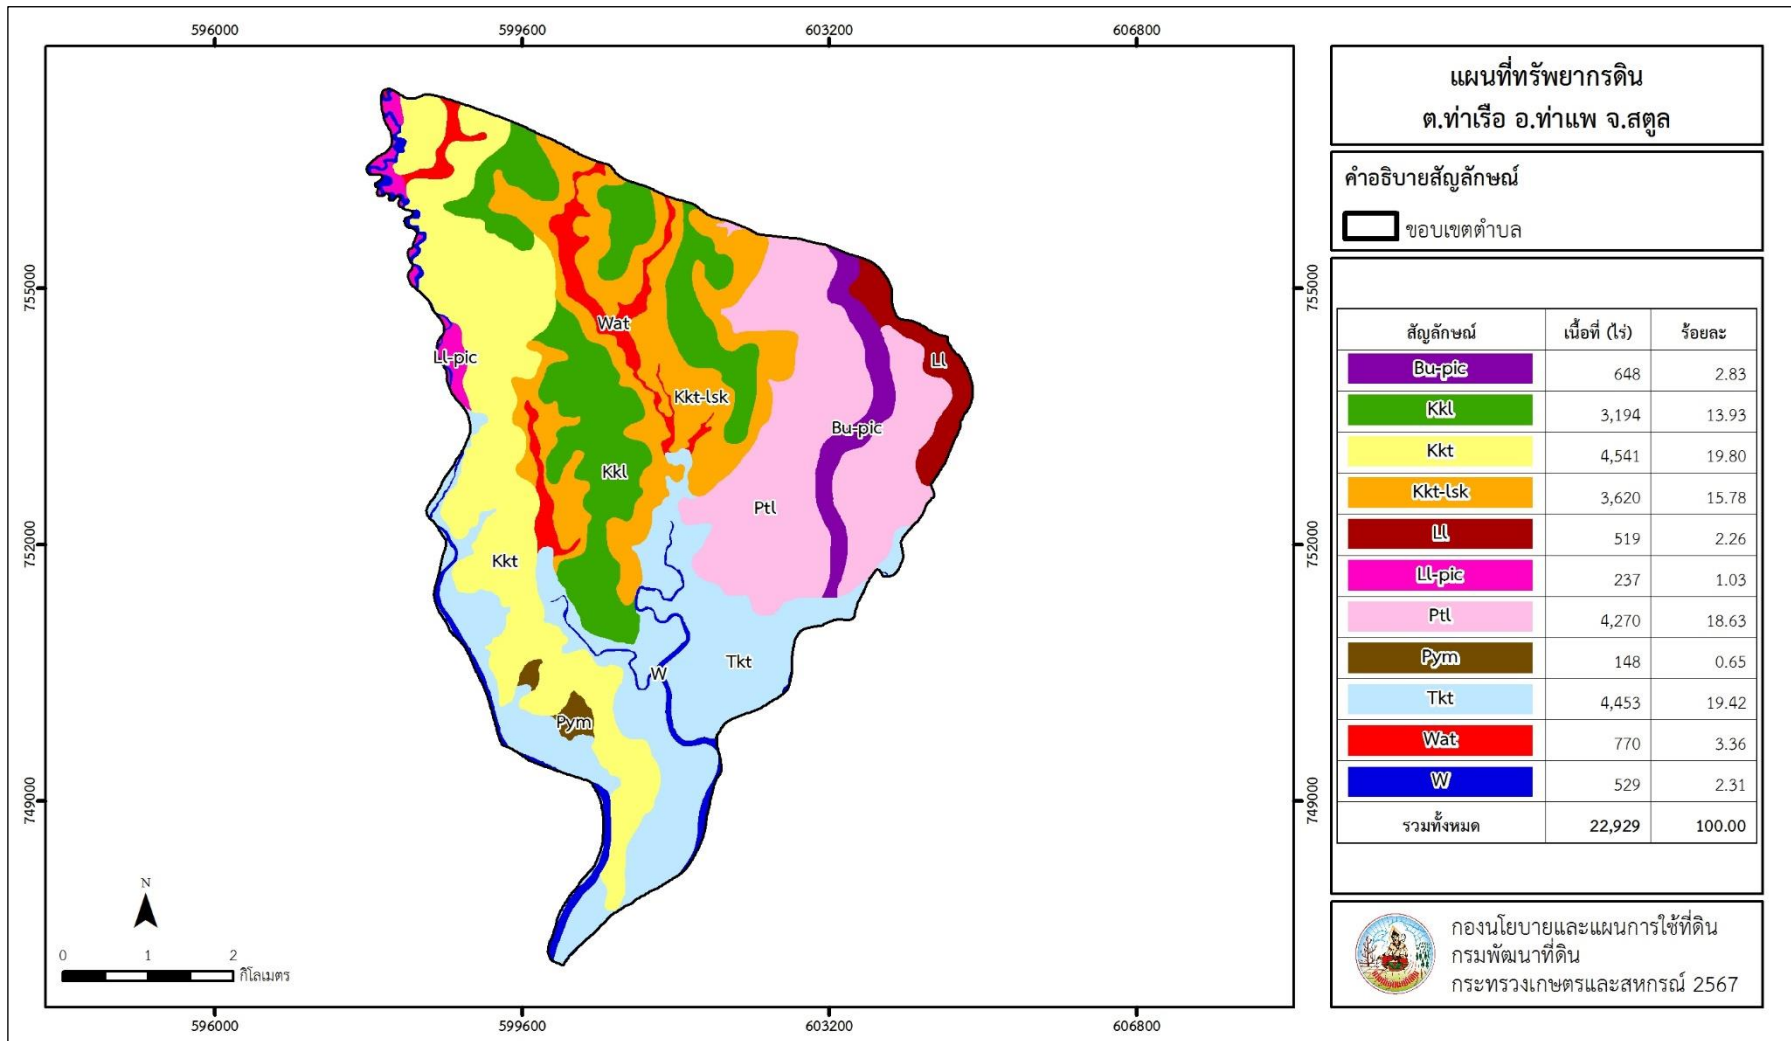 596000 599600 603200 606800
แผนที่ทรัพยากรดิน
ต.ท่าเรือ อ.ท่าแพ จ.สตูล
คำอธิบายสัญลักษณ์
ขอบเขตตำบล
755000 755000
752000 752000
749000 749000
Wat
Ll-pic
Ll
Kkt-lsk
Bu-pic
Kkl
Ptl
Kkt
Tkt
W
Pym
สัญลักษณ์ เนื้อที่ (ไร่) ร้อยละ
Bu-pic 648 2.83
Kkl 3,194 13.93
Kkt 4,541 19.80
Kkt-lsk 3,620 15.78
Ll 519 2.26
Ll-pic 237 1.03
Ptl 4,270 18.63
Pym 148 0.65
Tkt 4,453 19.42
Wat 770 3.36
W 529 2.31
รวมทั้งหมด 22,929 100.00
N
0 1 2
กิโลเมตร
กองนโยบายและแผนการใช้ที่ดิน
กรมพัฒนาที่ดิน
กระทรวงเกษตรและสหกรณ์ 2567
596000 599600 603200 606800